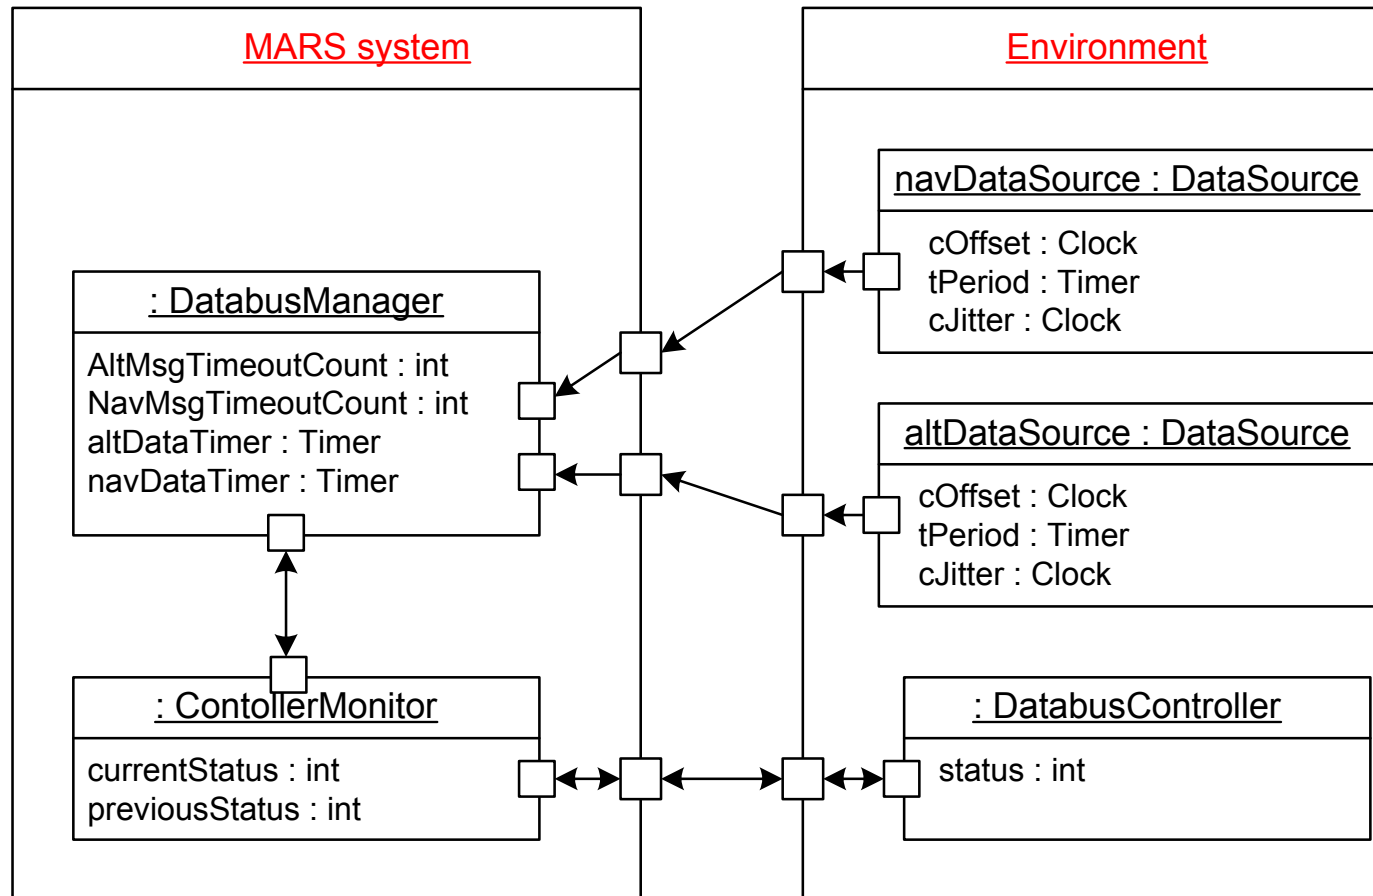 MARS system
: DatabusManager
AltMsgTimeoutCount : int
NavMsgTimeoutCount : int
altDataTimer : Timer
navDataTimer : Timer
: ContollerMonitor
currentStatus : int
previousStatus : int
Environment
navDataSource : DataSource
cOffset : Clock
tPeriod : Timer
cJitter : Clock
altDataSource : DataSource
cOffset : Clock
tPeriod : Timer
cJitter : Clock
: DatabusController
status : int